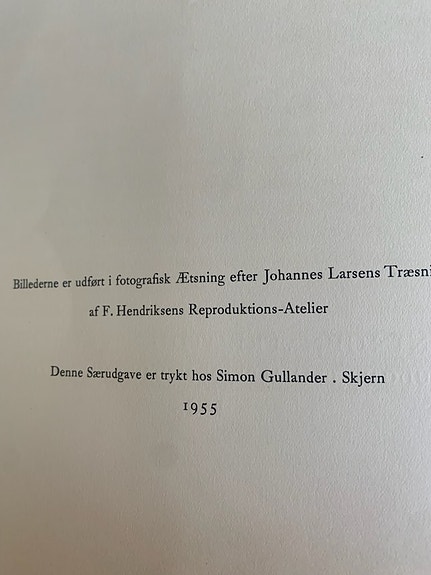 Billederne er udført i fotografisk Ætsning efter Johannes Larsens Træsni
af F. Hendriksens Reproduktions-Atelier
Denne Særudgave er trykt hos Simon Gullander . Skjern
1955